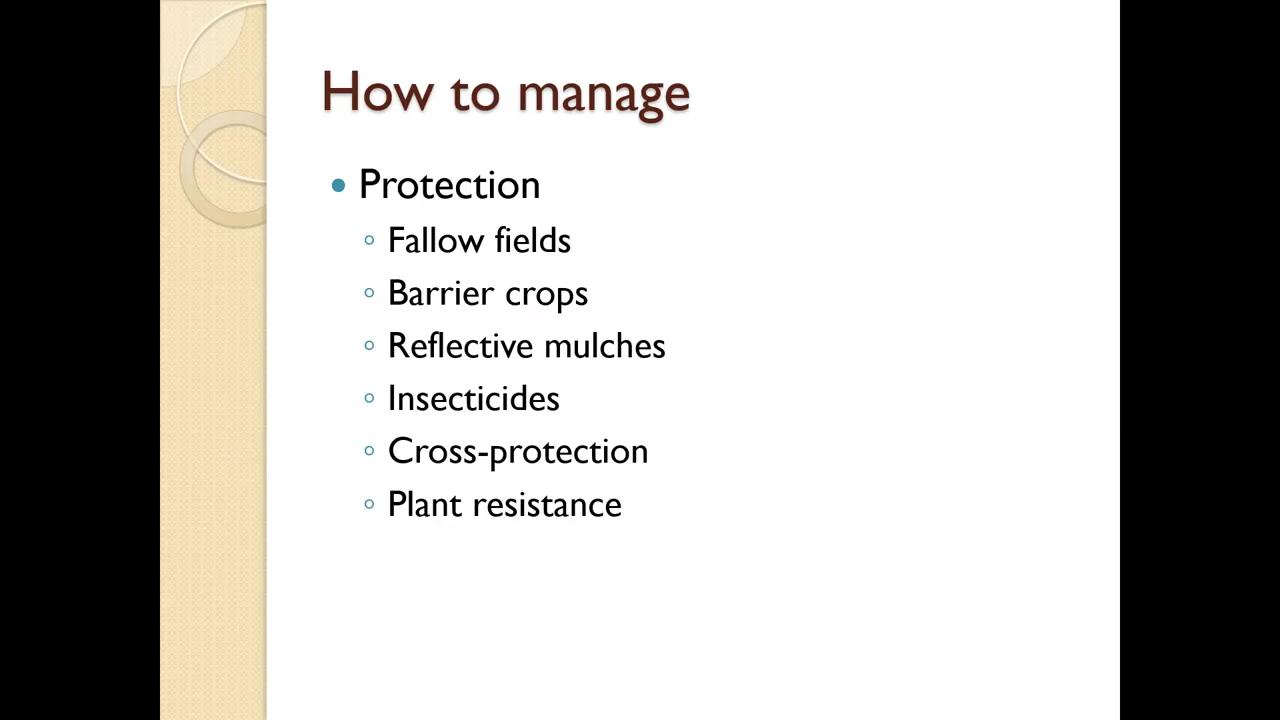 How to manage
• Protection
◦ Fallow fields
◦ Barrier crops
◦ Reflective mulches
◦ Insecticides
◦ Cross-protection
◦ Plant resistance